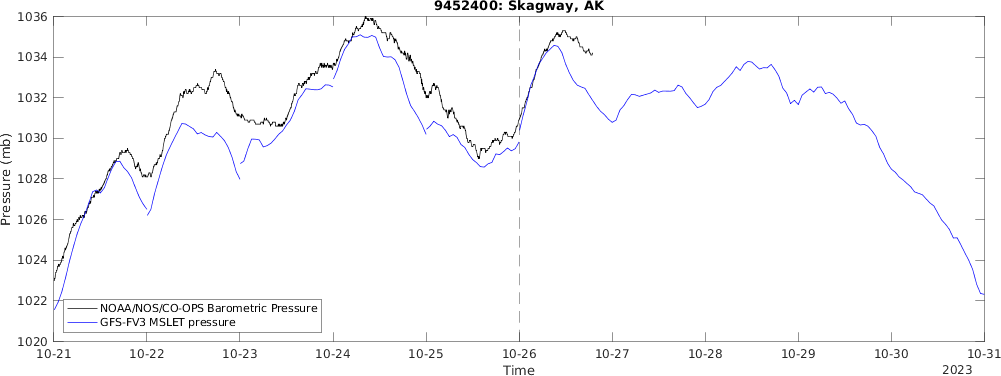 9452400: Skagway, AK
Pressure (mb)
1036
1034
1032
1030
1028
1026
1024
1022
1020
NOAA/NOS/CO-OPS Barometric Pressure
GFS-FV3 MSLET pressure
10-21 10-22 10-23 10-24 10-25 10-26 10-27 10-28 10-29 10-30 10-31
Time
2023